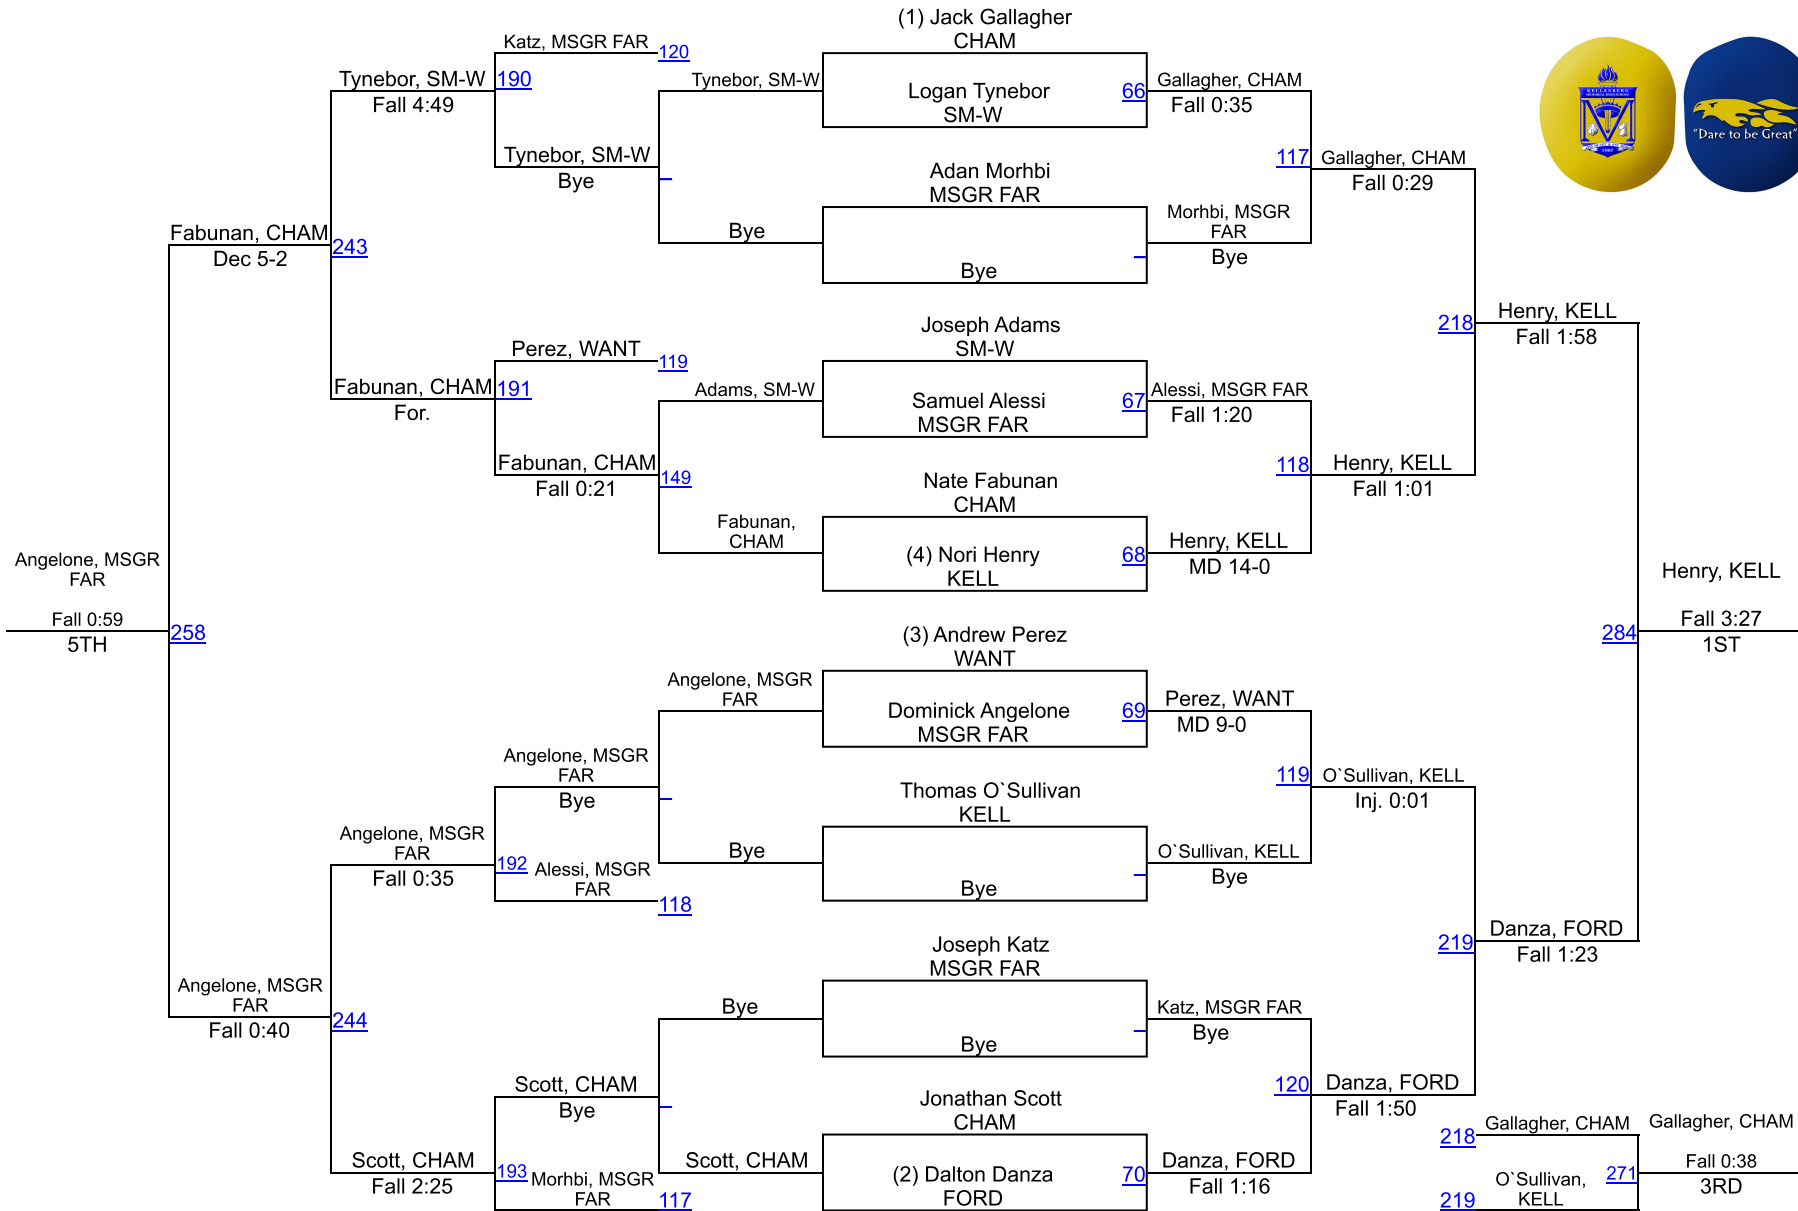 (1) Jack Gallagher
CHAM
Katz, MSGR FAR
120
Tynebor, SM-W
190
Fall 4:49
Tynebor, SM-W
Logan Tynebor
SM-W
66
Gallagher, CHAM
Fall 0:35
KELLENBERG
MEMORIAL HIGH SCHOOL
1987
"Dare to be Great"
Tynebor, SM-W
Bye
Adan Morhbi
MSGR FAR
117
Gallagher, CHAM
Fall 0:29
Fabunan, CHAM
Dec 5-2
243
Bye
Bye
Morhbi, MSGR
FAR
Bye
Joseph Adams
SM-W
218
Henry, KELL
Fall 1:58
Perez, WANT
119
Fabunan, CHAM
191
For.
Adams, SM-W
Samuel Alessi
MSGR FAR
67
Alessi, MSGR FAR
Fall 1:20
Fabunan, CHAM
Fall 0:21
149
Nate Fabunan
CHAM
118
Henry, KELL
Fall 1:01
Fabunan,
CHAM
(4) Nori Henry
KELL
68
Henry, KELL
MD 14-0
Angelone, MSGR
FAR
Fall 0:59
5TH
258
(3) Andrew Perez
WANT
284
Henry, KELL
Fall 3:27
1ST
Angelone, MSGR
FAR
Dominick Angelone
MSGR FAR
69
Perez, WANT
MD 9-0
Angelone, MSGR
FAR
Bye
Thomas O`Sullivan
KELL
119
O`Sullivan, KELL
Inj. 0:01
Angelone, MSGR
FAR
Fall 0:35
192
Alessi, MSGR
FAR
118
Bye
Bye
O`Sullivan, KELL
Bye
Joseph Katz
MSGR FAR
219
Danza, FORD
Fall 1:23
Angelone, MSGR
FAR
Fall 0:40
244
Bye
Bye
Katz, MSGR FAR
Bye
Scott, CHAM
Bye
Jonathan Scott
CHAM
120
Danza, FORD
Fall 1:50
Scott, CHAM
Fall 2:25
193
Morhbi, MSGR
FAR
117
Scott, CHAM
(2) Dalton Danza
FORD
70
Danza, FORD
Fall 1:16
218
Gallagher, CHAM
219
O`Sullivan,
KELL
271
Gallagher, CHAM
Fall 0:38
3RD